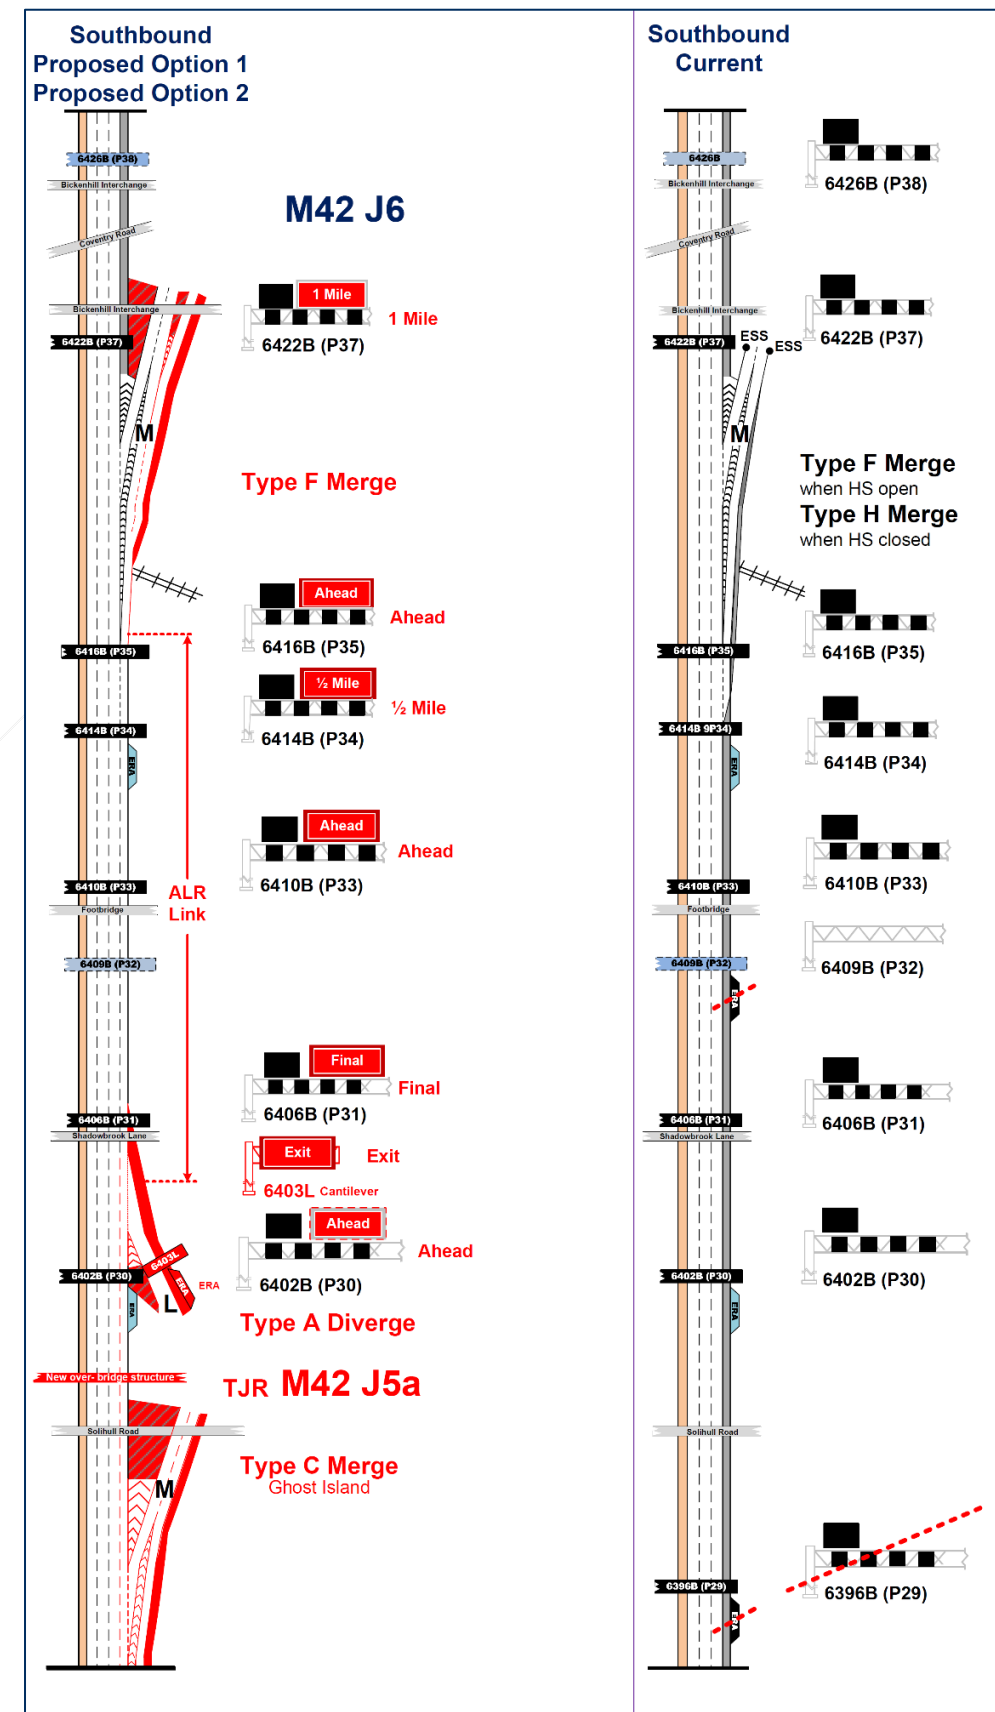 Southbound
Proposed Option 1
Proposed Option 2
6426B (P38)
Bickenhill Interchange
Coventry Road
M42 J6
Bickenhill Interchange
1 Mile
1 Mile
6422B (P37)
6422B (P37)
M
Type F Merge
Ahead
Ahead
6416B (P35)
6416B (P35)
½ Mile
½ Mile
6414B (P34)
6414B (P34)
ERA
Ahead
Ahead
6410B (P33)
6410B (P33)
ALR
Link
Footbridge
6409B (P32)
Final
Final
6406B (P31)
6406B (P31)
Shadowbrook Lane
Exit
Exit
6403L Cantilever
Ahead
Ahead
6403L
6402B (P30)
6402B (P30)
ERA
ERA
ERA
L
Type A Diverge
New over- bridge structure
TJR M42 J5a
Solihull Road
Type C Merge
Ghost Island
M
Southbound
Current
6426B
6426B (P38)
Bickenhill Interchange
Coventry Road
Bickenhill Interchange
6422B (P37)
6422B (P37)
ESS
ESS
M
Type F Merge
when HS open
Type H Merge
when HS closed
6416B (P35)
6416B (P35)
6414B 9P34)
6414B (P34)
ERA
6410B (P33)
6410B (P33)
Footbridge
6409B (P32)
6409B (P32)
ERA
6406B (P31)
6406B (P31)
Shadowbrook Lane
6402B (P30)
6402B (P30)
ERA
Solihull Road
6396B (P29)
6396B (P29)
ERA